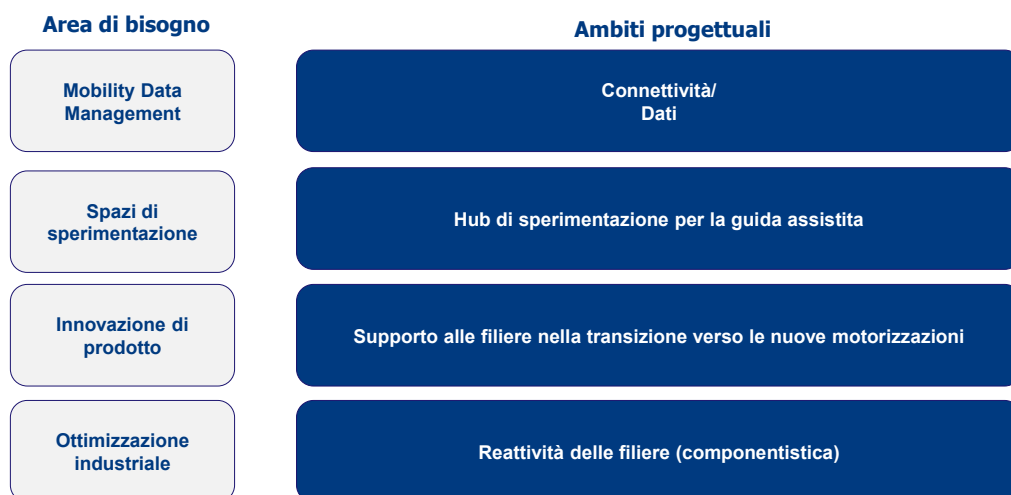 Area di bisogno
Ambiti progettuali
Mobility Data
Management
Connettività/
Dati
Spazi di
sperimentazione
Hub di sperimentazione per la guida assistita
Innovazione di
prodotto
Supporto alle filiere nella transizione verso le nuove motorizzazioni
Ottimizzazione
industriale
Reattività delle filiere (componentistica)